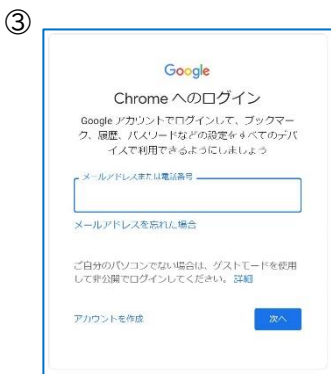 ③
Google
Chrome へのログイン
Google アカウントでログインして、ブックマー
ク、履歴、パスワードなどの設定をすべてのデバ
イスで利用できるようにしましょう
メールアドレスまたは電話番号
メールアドレスを忘れた場合
ご自分のパソコンでない場合は、ゲストモードを使用
して非公開でログインしてください。 詳細
アカウントを作成
次へ